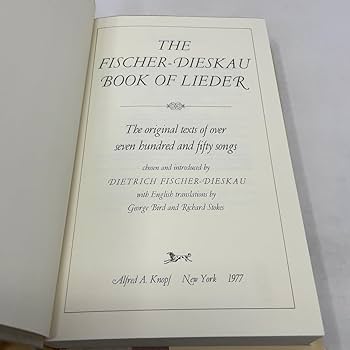 THE
FISCHER-DIESKAU
BOOK OF LIEDER
The original texts of over
seven hundred and fifty songs
chosen and introduced by
DIETRICH FISCHER-DIESKAU
with English translations by
George Bird and Richard Stokes
Alfred A. Knopf New York 1977